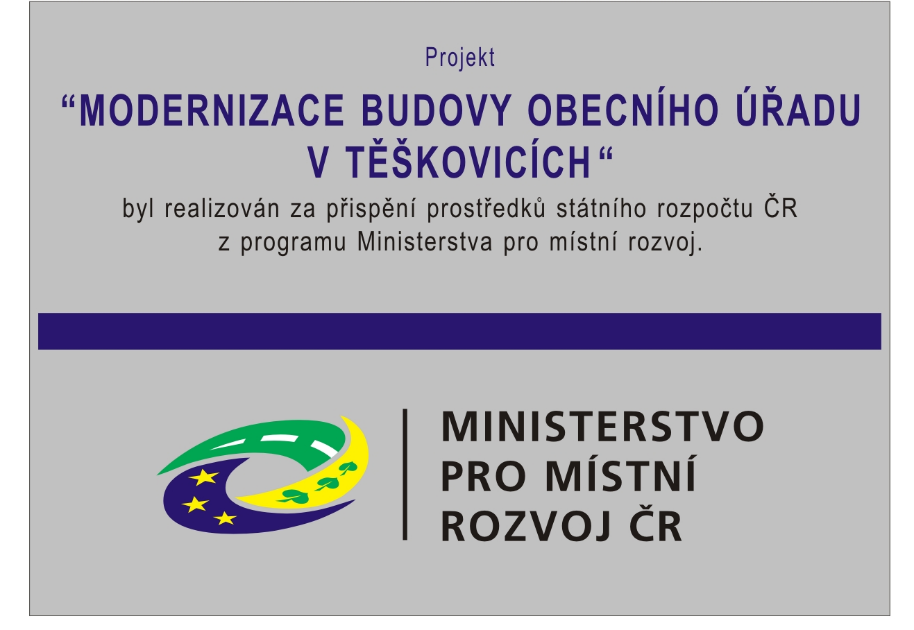 Projekt
“MODERNIZACE BUDOVY OBECNÍHO ÚŘADU
V TĚŠKOVICÍCH“
byl realizován za přispění prostředků státního rozpočtu ČR
z programu Ministerstva pro místní rozvoj.
MINISTERSTVO
PRO MÍSTNÍ
ROZVOJ ČR